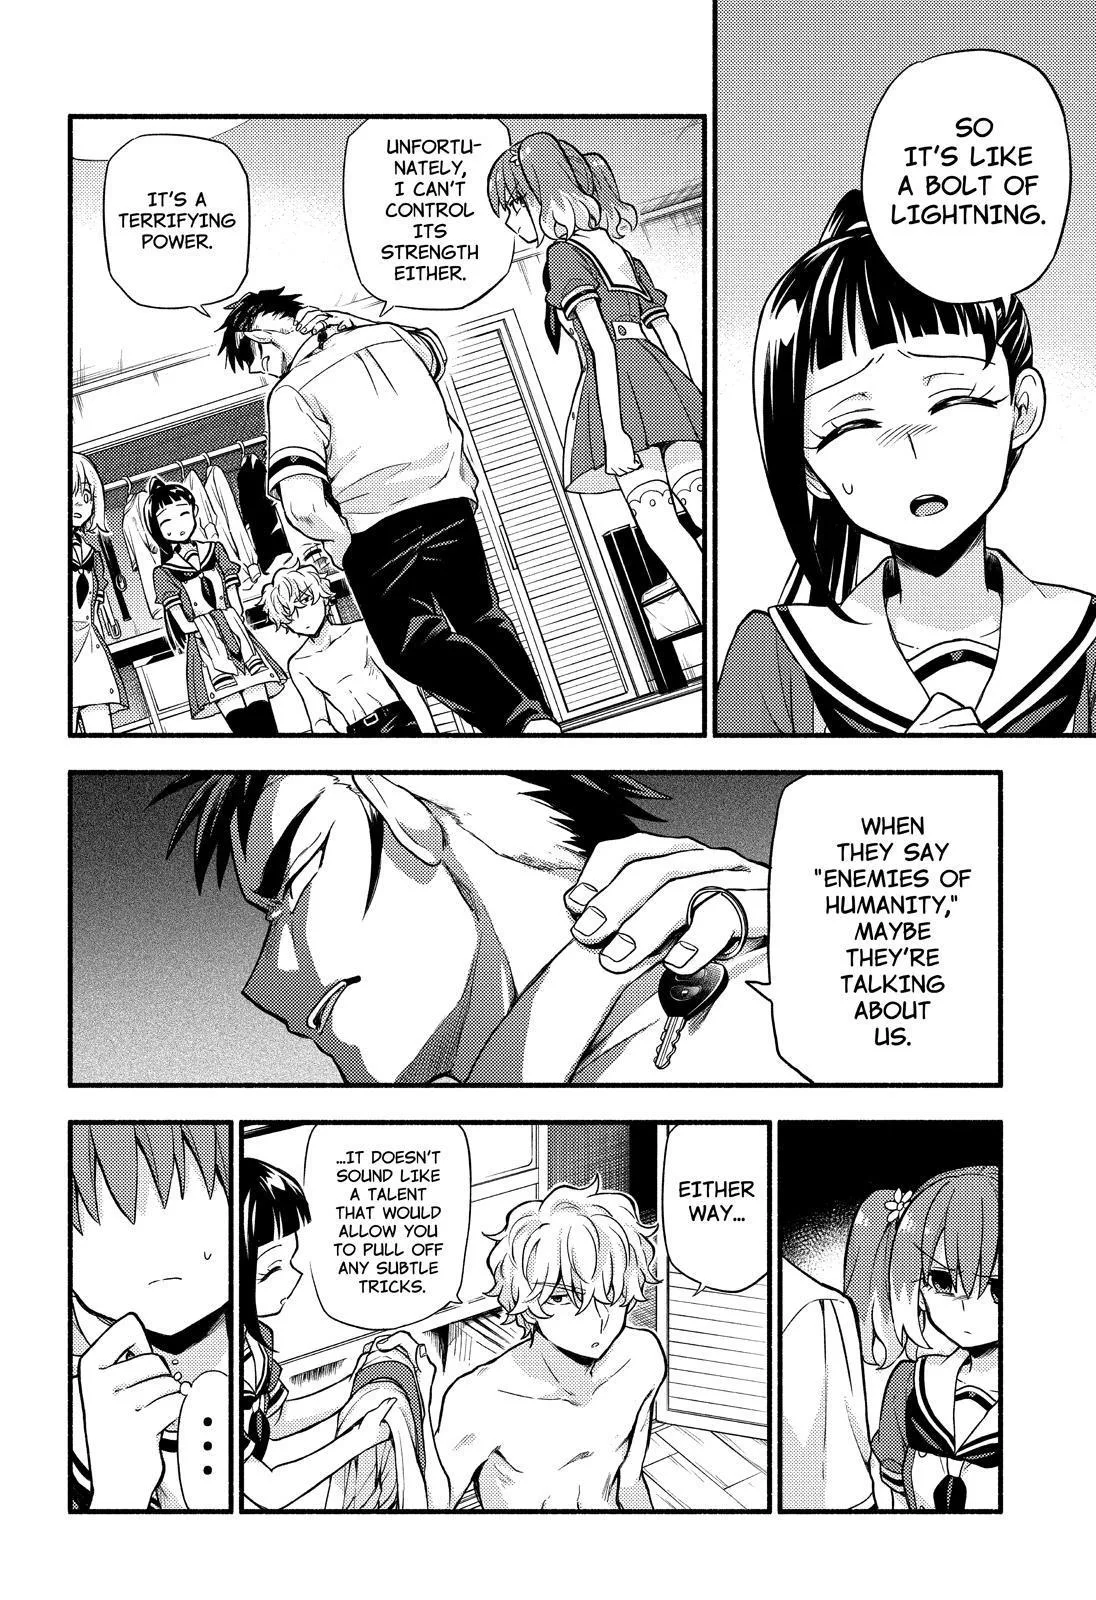 SO
IT'S LIKE
A BOLT OF
LIGHTNING.
UNFORTU-
NATELY,
I CAN'T
CONTROL
ITS
STRENGTH
EITHER.
IT'S A
TERRIFYING
POWER.
WHEN
THEY SAY
"ENEMIES OF
HUMANITY,"
MAYBE
THEY'RE
TALKING
ABOUT
US.
EITHER
WAY...
...IT DOESN'T
SOUND LIKE
A TALENT
THAT WOULD
ALLOW YOU
TO PULL OFF
ANY SUBTLE
TRICKS.
...